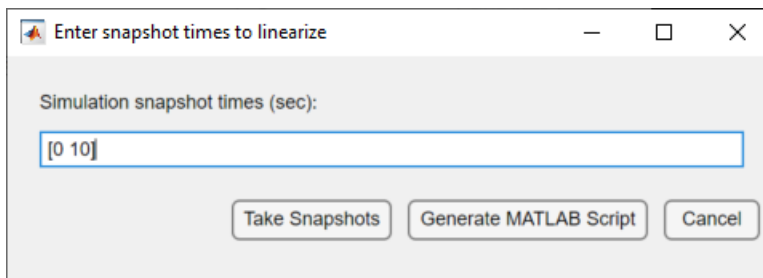 Enter snapshot times to linearize
Simulation snapshot times (sec):
[0 10]
Take Snapshots Generate MATLAB Script Cancel